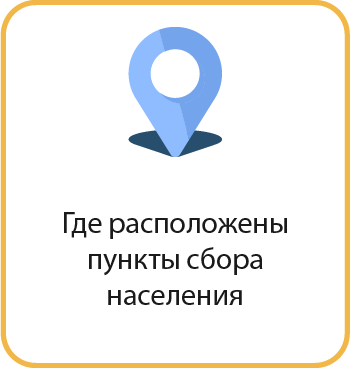 Где расположены
пункты сбора
населения